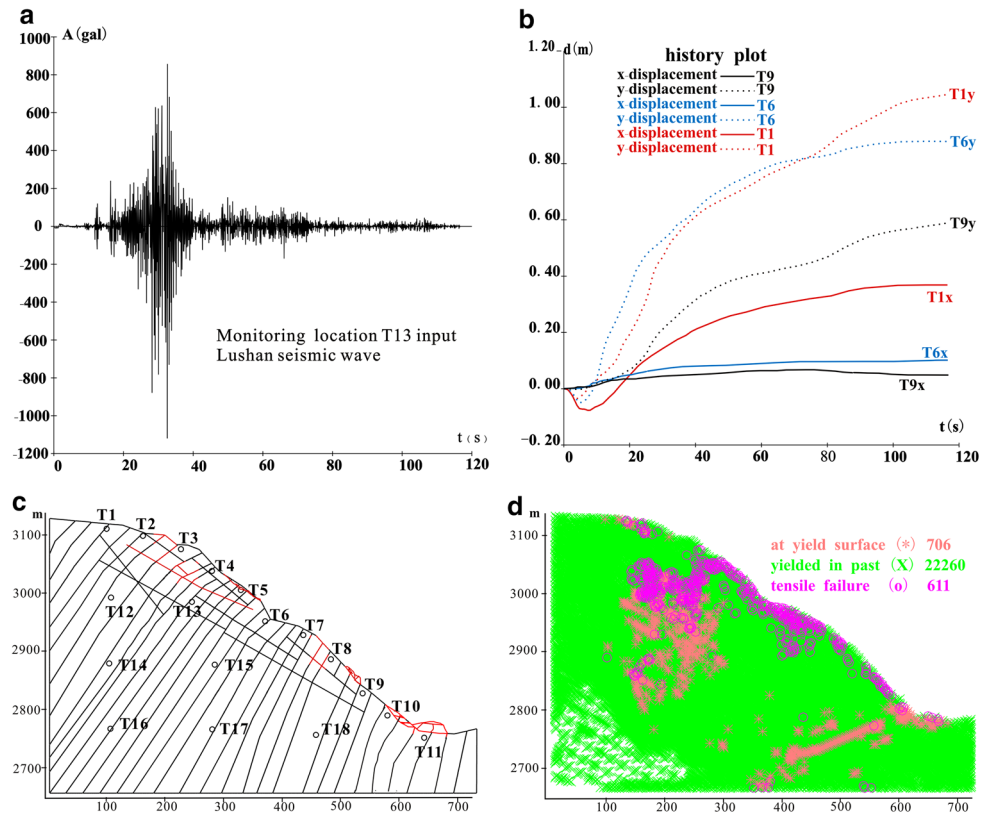 a
A(gal)
1000
800
600
400
200
0
-200
-400
-600
-800
-1000
-1200
0 20 40 60 80 100 120
t(s)
Monitoring location T13 input
Lushan seismic wave
b
d(m)
1.20
1.00
0.80
0.60
0.40
0.20
0.00
-0.20
0 20 40 60 80 100 120
t(s)
history plot
x-displacement T9
y-displacement T9
x-displacement T6
y-displacement T6
x-displacement T1
y-displacement T1
T1y
T6y
T9y
T1x
T6x
T9x
c
m
3100
3000
2900
2800
2700
100 200 300 400 500 600 700
T1
T2
T3
T4
T5
T6
T7
T8
T9
T10
T11
T12
T13
T14
T15
T16
T17
T18
d
m
3100
3000
2900
2800
2700
100 200 300 400 500 600 700
at yield surface (*) 706
yielded in past (X) 22260
tensile failure (o) 611